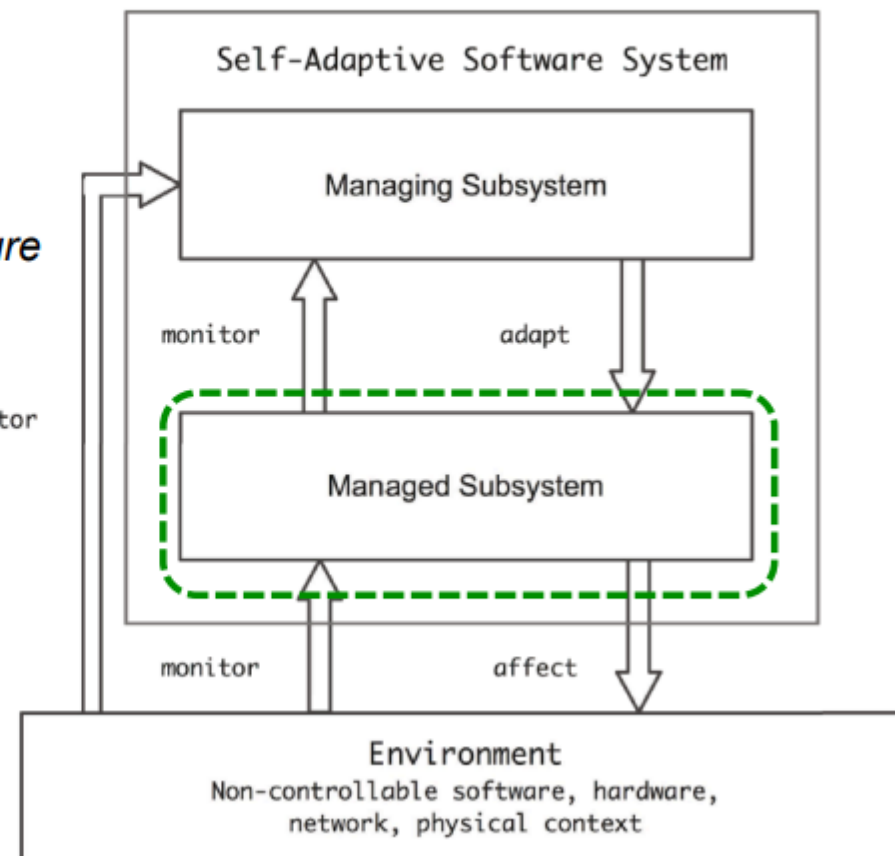 Self-Adaptive Software System
Managing Subsystem
monitor
adapt
Managed Subsystem
monitor
affect
Environment
Non-controllable software, hardware,
network, physical context